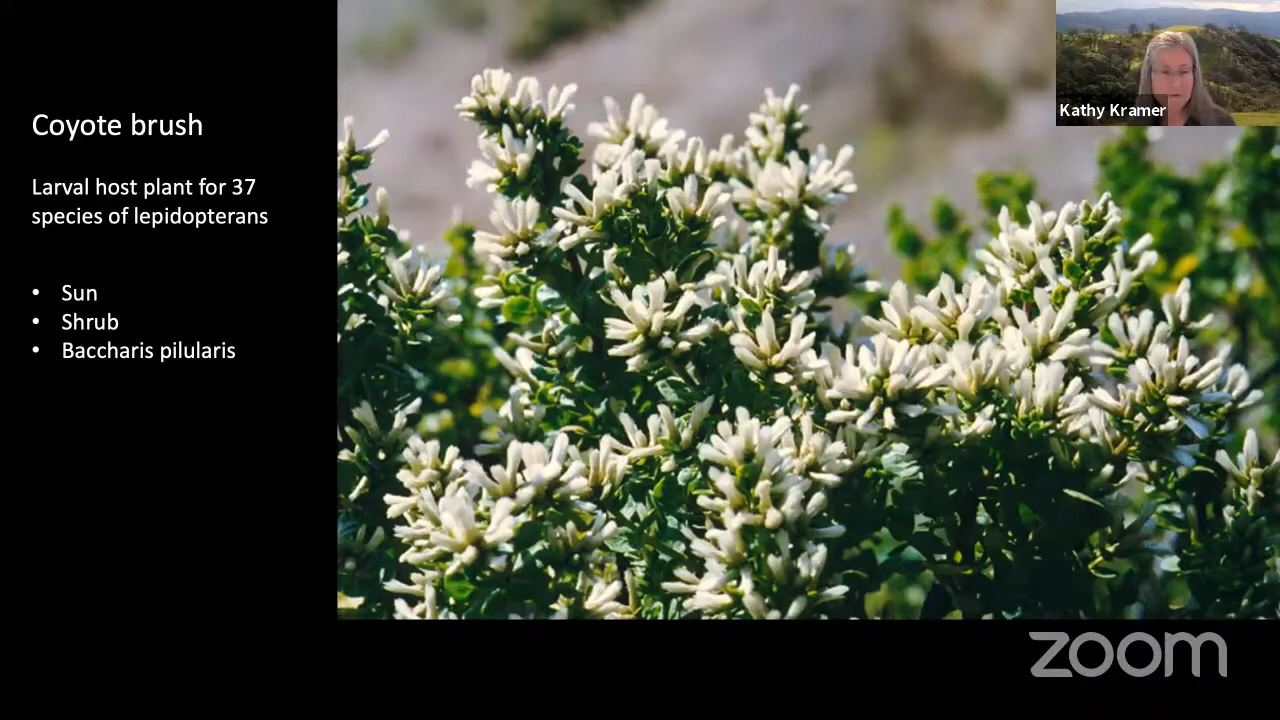 Coyote brush
Larval host plant for 37
species of lepidopterans
• Sun
• Shrub
• Baccharis pilularis
Kathy Kramer
zoom